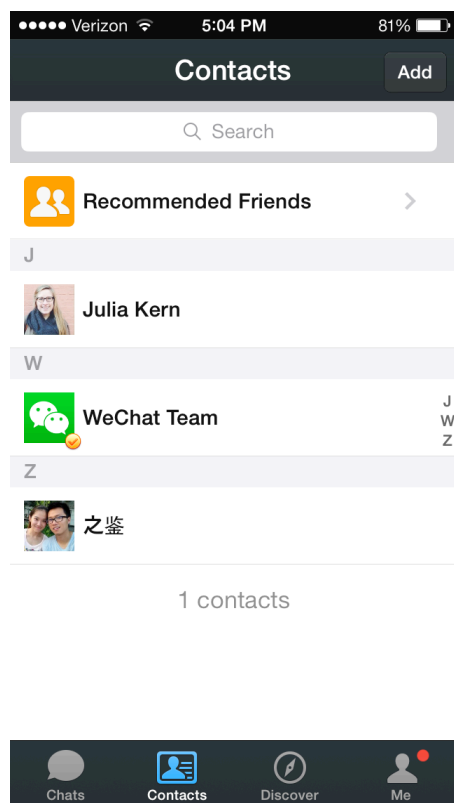 Verizon 5:04 PM 81%
Contacts Add
Search
Recommended Friends
J
Julia Kern
W
WeChat Team
J
W
Z
Z
之鉴
1 contacts
Chats Contacts Discover Me